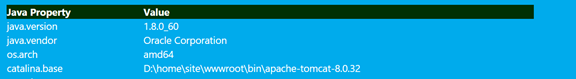 Java Property Value
java.version 1.8.0_60
java.vendor Oracle Corporation
os.arch amd64
catalina.base D:\home\site\wwwroot\bin\apache-tomcat-8.0.32